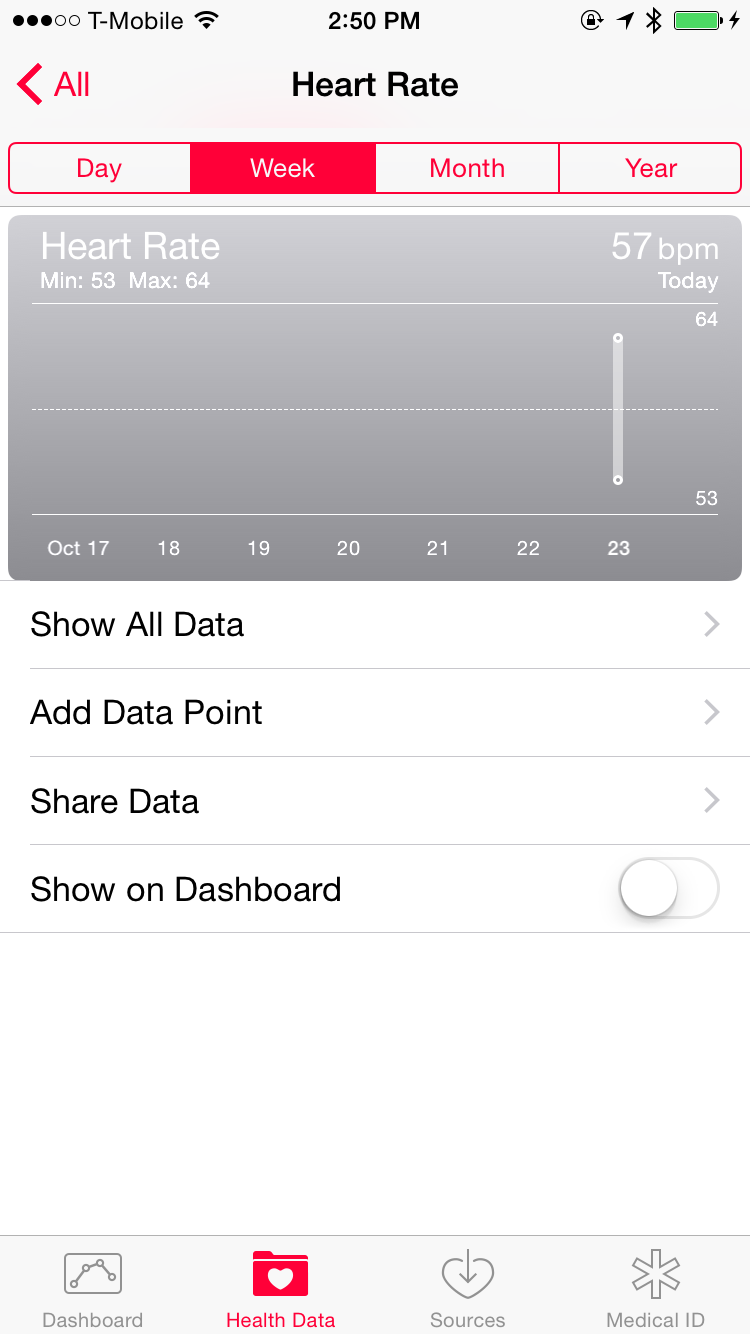 T-Mobile 2:50 PM
All Heart Rate
Day Week Month Year
Heart Rate 57 bpm
Min: 53 Max: 64 Today
64
53
Oct 17 18 19 20 21 22 23
Show All Data
Add Data Point
Share Data
Show on Dashboard
Dashboard Health Data Sources Medical ID